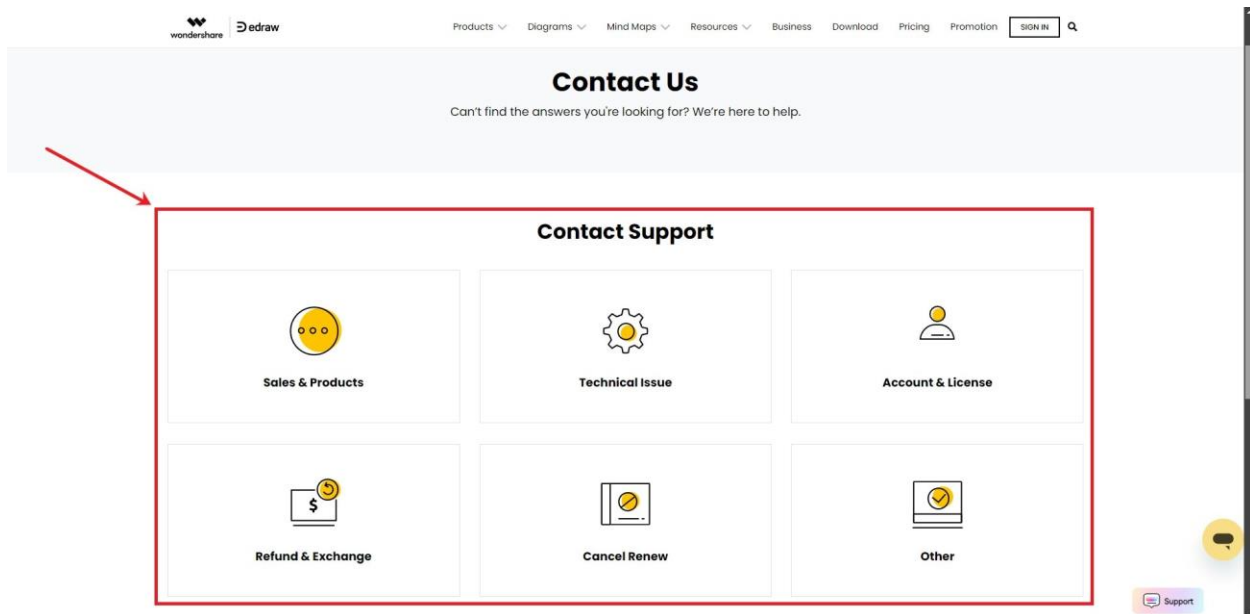 wondershare edraw Products Diagrams Mind Maps Resources Business Download Pricing Promotion SIGN IN
Contact Us
Can't find the answers you're looking for? We're here to help.
Contact Support
Sales & Products Technical Issue Account & License
$
Refund & Exchange Cancel Renew Other
Support